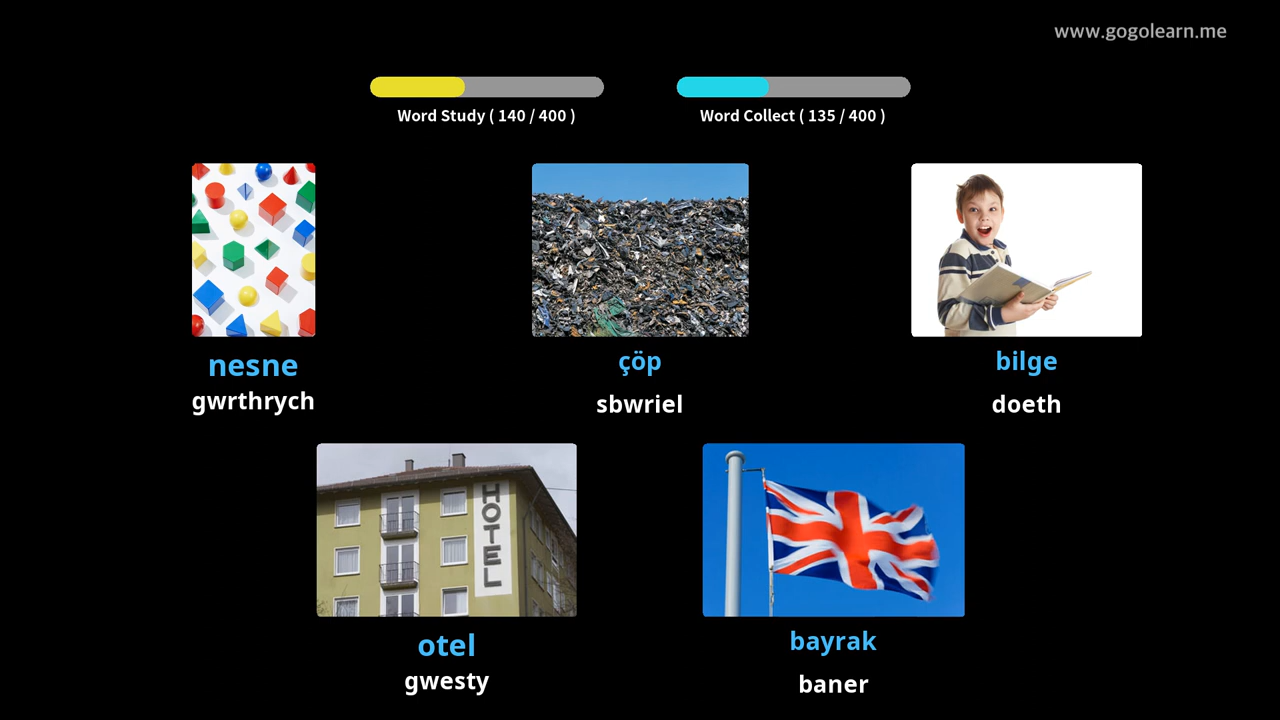 www.gogolearn.me
Word Study ( 140 / 400 )
Word Collect ( 135 / 400 )
nesne
gwrthrych
çöp
sbwriel
bilge
doeth
HOTEL
otel
gwesty
bayrak
baner